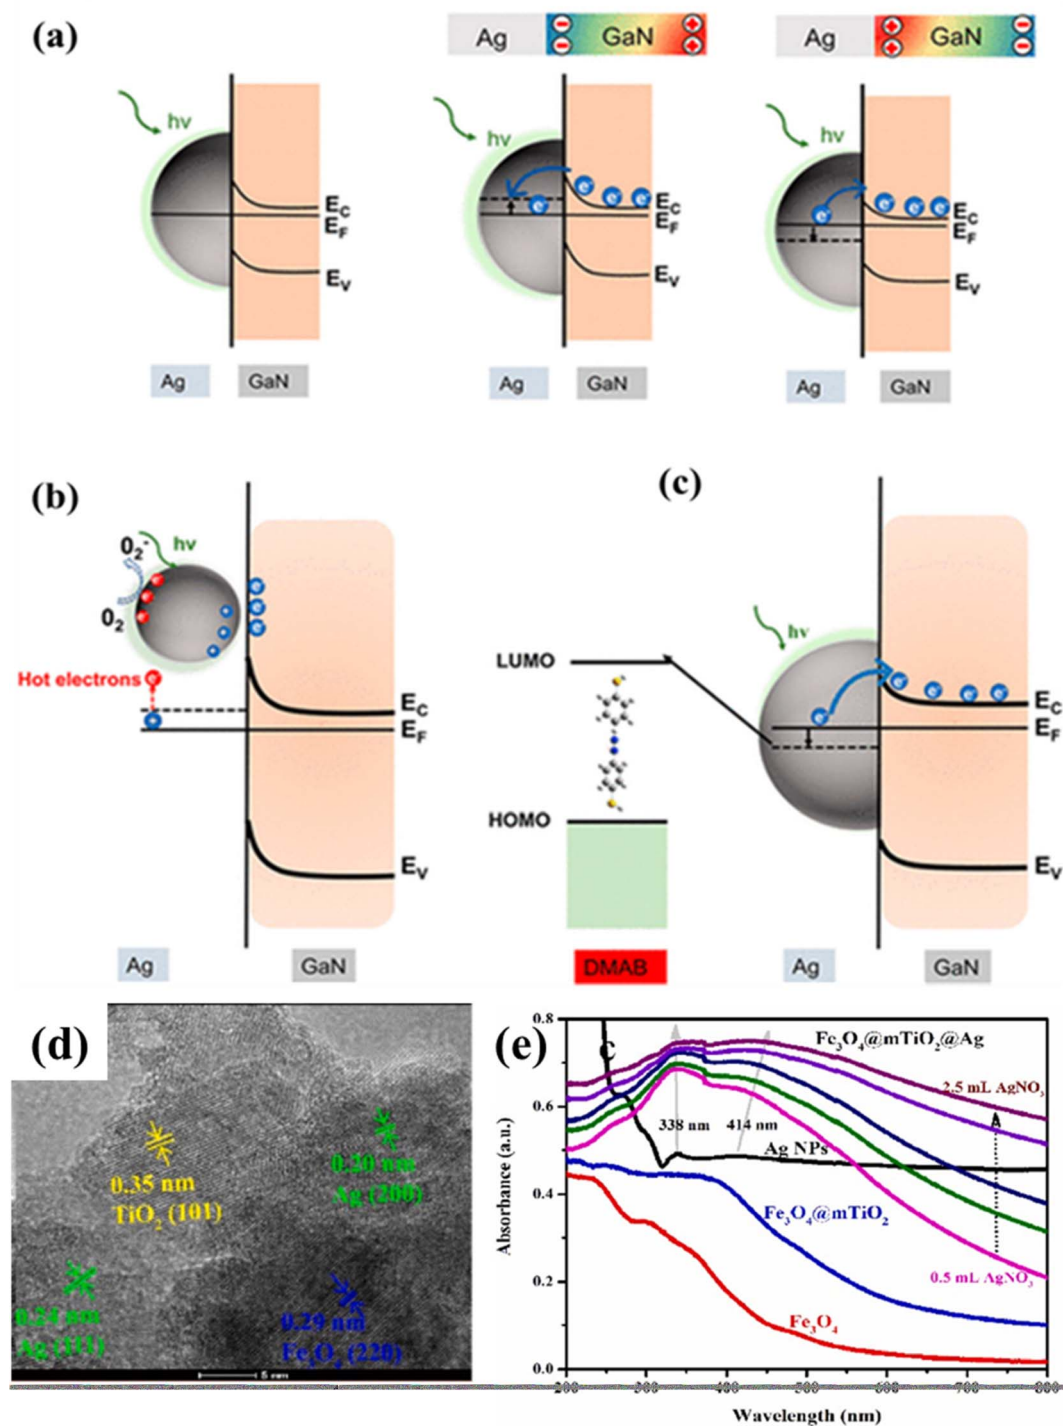 (a)
Ag
GaN
Ag
GaN
hν
E_C
E_F
E_V
Ag
GaN
hν
e⁻
E_C
E_F
E_V
Ag
GaN
hν
e⁻
E_C
E_F
E_V
Ag
GaN
(b)
O₂⁻
hν
O₂
Hot electrons
E_C
E_F
E_V
Ag
GaN
(c)
hν
LUMO
HOMO
E_C
E_F
E_V
DMAB
Ag
GaN
(d)
0.35 nm
TiO₂ (101)
0.20 nm
Ag (200)
0.24 nm
Ag (111)
0.29 nm
Fe₃O₄ (220)
5 nm
(e)
C
Fe₃O₄@mTiO₂@Ag
2.5 mL AgNO₃
338 nm
414 nm
Ag NPs
Fe₃O₄@mTiO₂
0.5 mL AgNO₃
Fe₃O₄
Absorbance (a.u.)
0.8
0.6
0.4
0.2
0.0
200
300
400
500
600
700
800
Wavelength (nm)